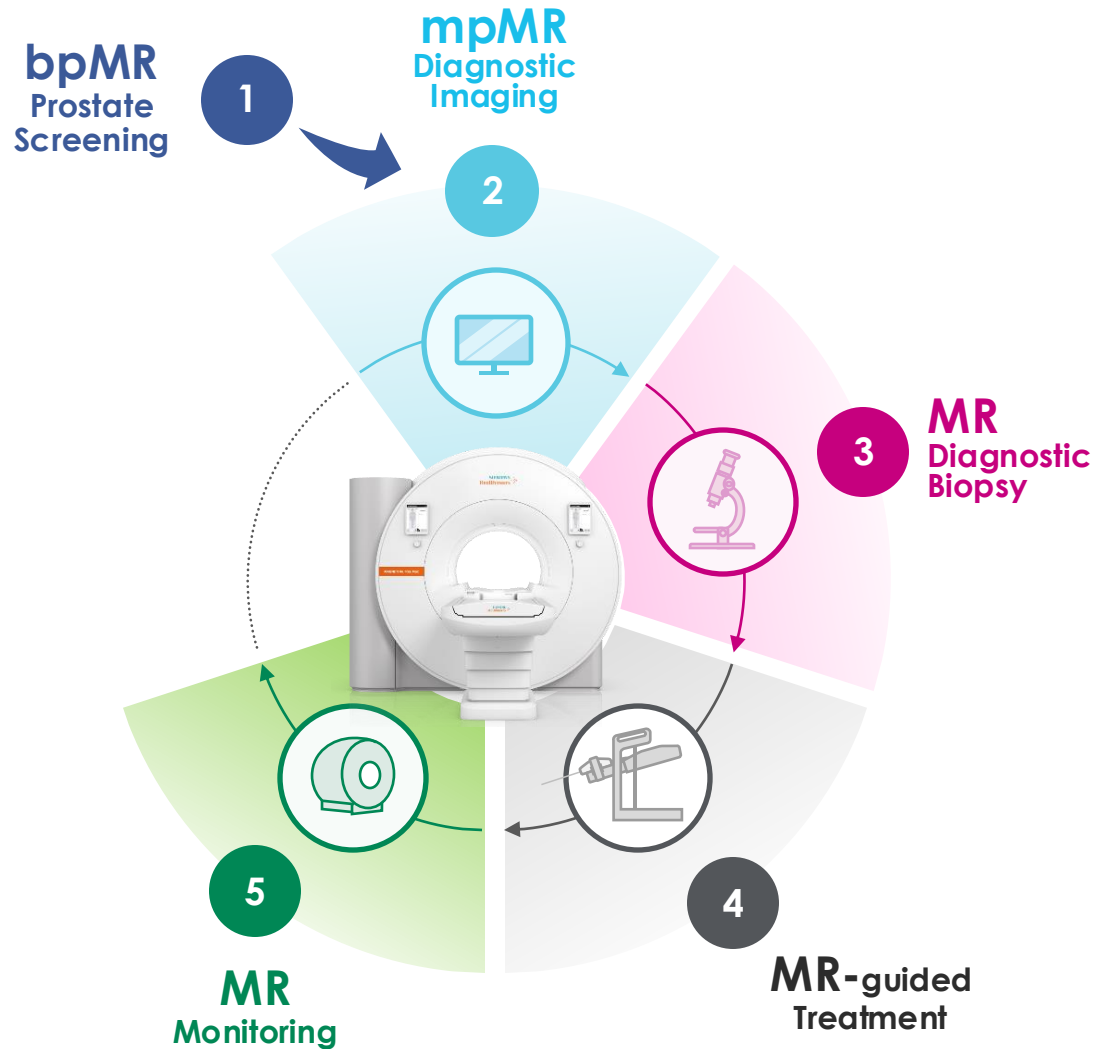 bpMR
Prostate
Screening
1
mpMR
Diagnostic
Imaging
2
3
MR
Diagnostic
Biopsy
4
MR-guided
Treatment
5
MR
Monitoring